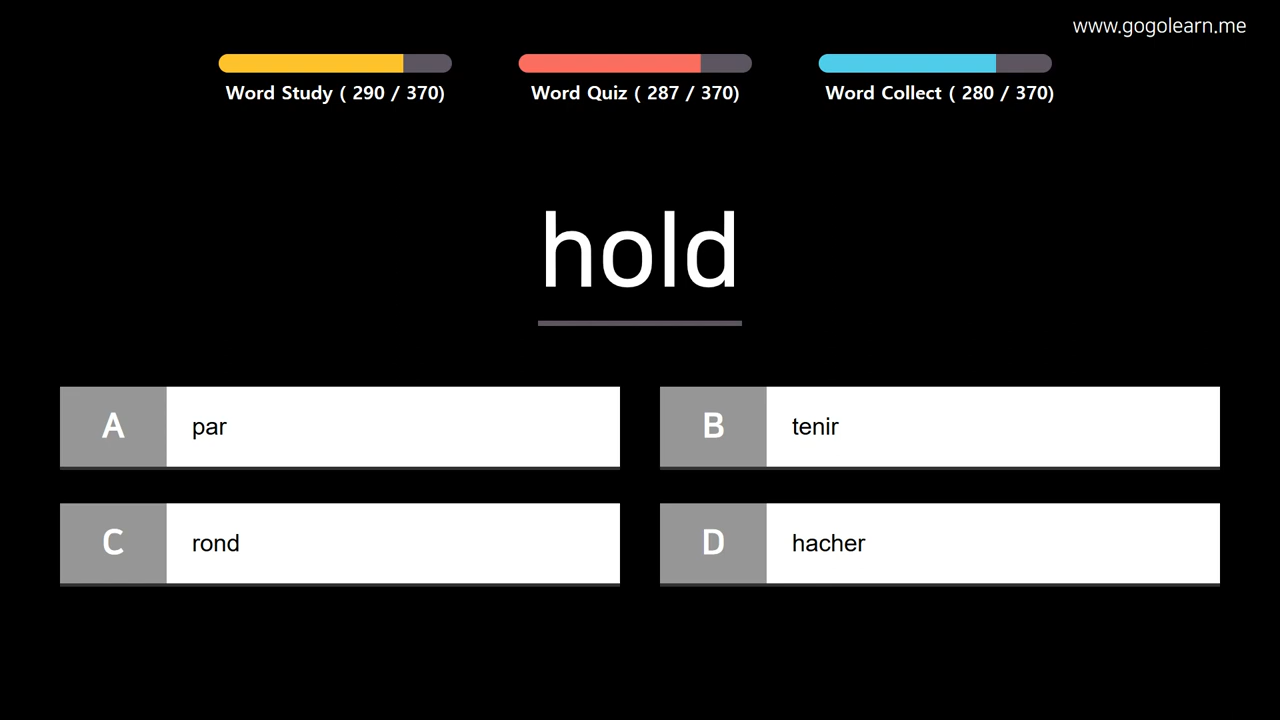 www.gogolearn.me
Word Study ( 290 / 370)
Word Quiz ( 287 / 370)
Word Collect ( 280 / 370)
hold
A par
B tenir
C rond
D hacher